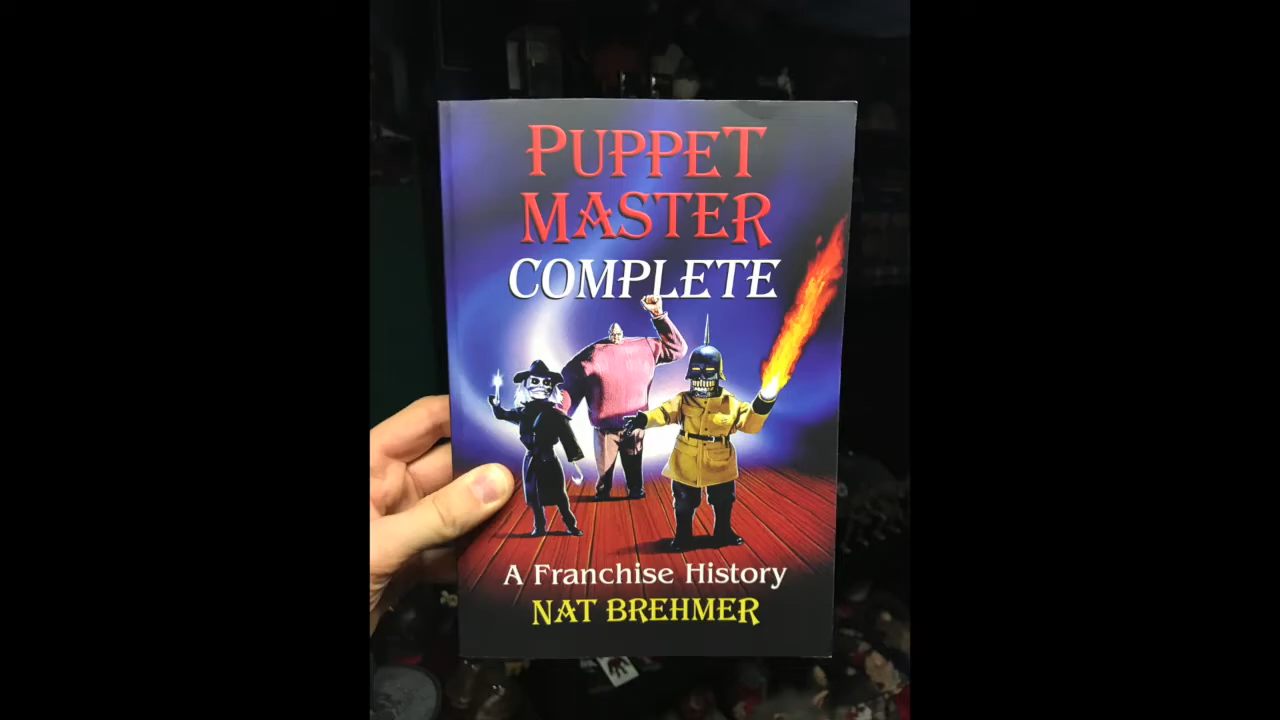 PUPPET
MASTER
COMPLETE
A Franchise History
NAT BREHMER